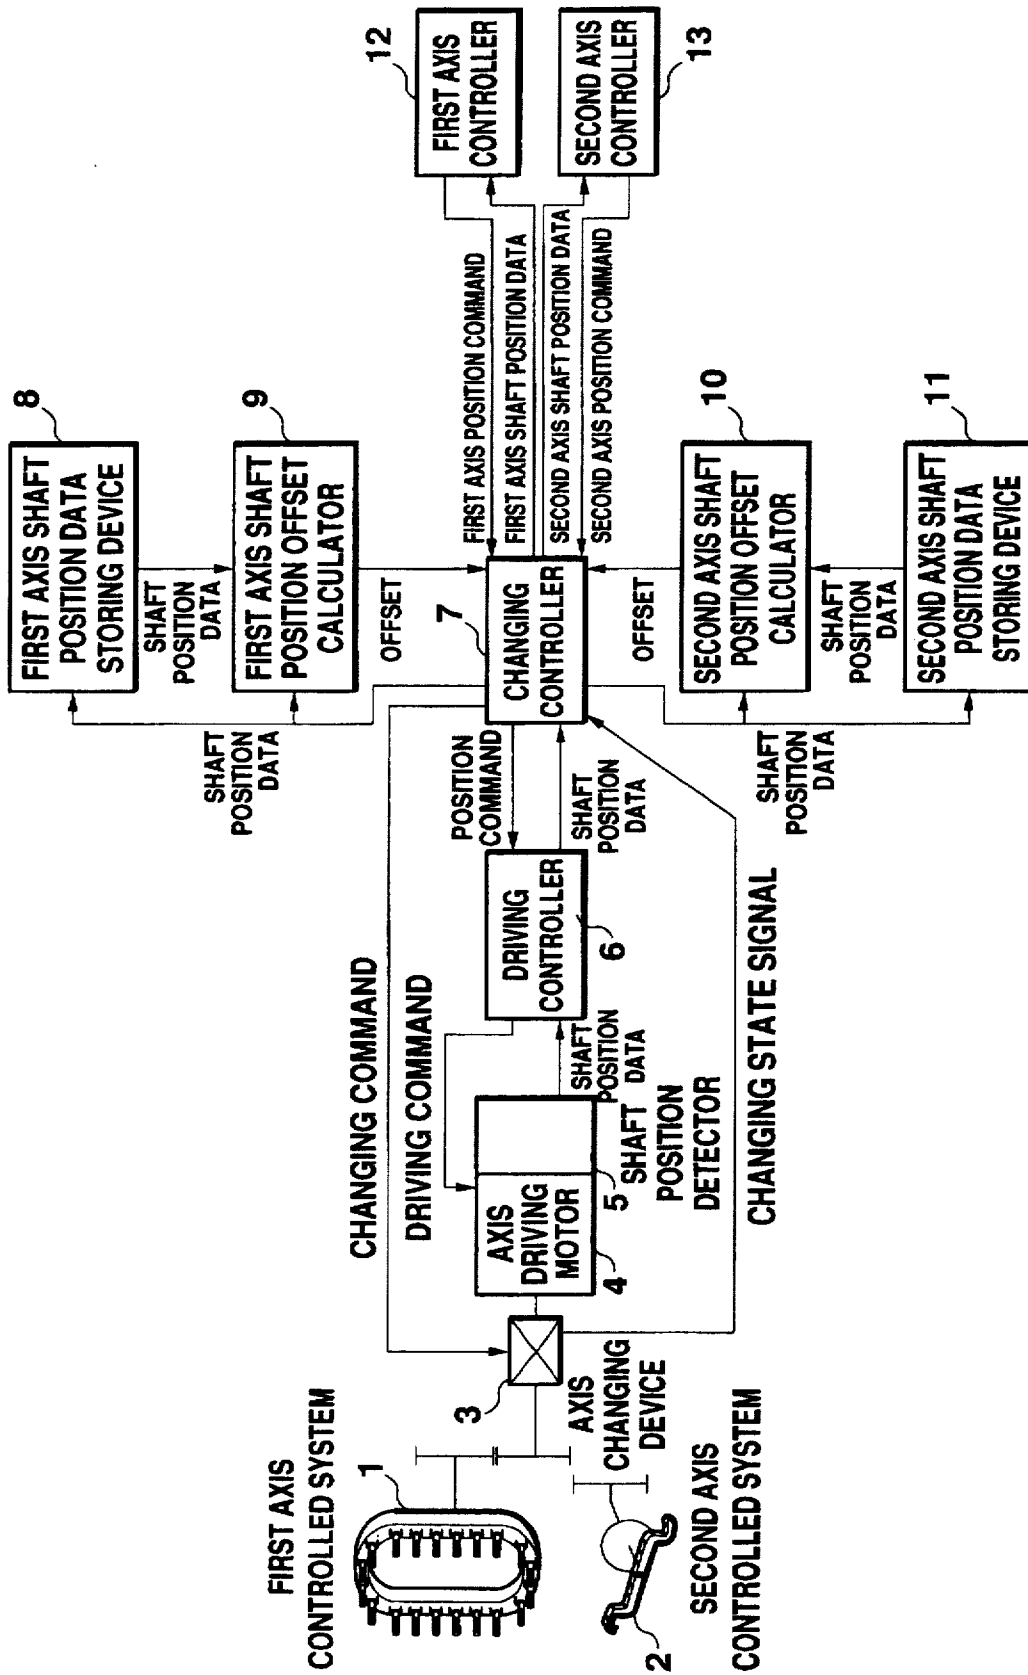 FIRST AXIS
CONTROLLED SYSTEM
1
SECOND AXIS
CONTROLLED SYSTEM
2
3
AXIS
CHANGING
DEVICE
CHANGING COMMAND
DRIVING COMMAND
AXIS
DRIVING
MOTOR
4
5
SHAFT
POSITION
DETECTOR
SHAFT
POSITION
DATA
DRIVING
CONTROLLER
6
CHANGING STATE SIGNAL
POSITION
COMMAND
SHAFT
POSITION
DATA
7
CHANGING
CONTROLLER
SHAFT
POSITION
DATA
FIRST AXIS SHAFT
POSITION DATA
STORING DEVICE
8
SHAFT
POSITION
DATA
FIRST AXIS SHAFT
POSITION OFFSET
CALCULATOR
9
OFFSET
OFFSET
SECOND AXIS SHAFT
POSITION OFFSET
CALCULATOR
10
SHAFT
POSITION
DATA
SECOND AXIS SHAFT
POSITION DATA
STORING DEVICE
11
SHAFT
POSITION
DATA
FIRST AXIS POSITION COMMAND
FIRST AXIS SHAFT POSITION DATA
SECOND AXIS SHAFT POSITION DATA
SECOND AXIS POSITION COMMAND
FIRST AXIS
CONTROLLER
12
SECOND AXIS
CONTROLLER
13